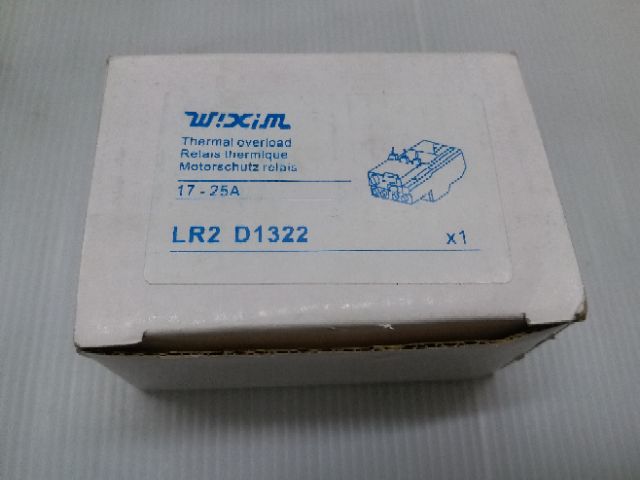 Wixim
Thermal overload
Relais thermique
Motorschutz relais
17 - 25A
LR2 D1322
x1